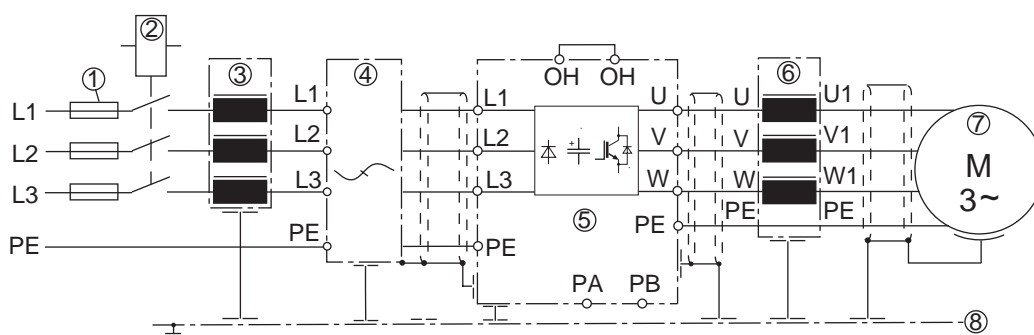 ②
OH OH
① ③ ④ ⑥
L1 L1 L1 U U U1 ⑦
L2 L2 L2 + V V V1 M
L3 L3 L3 W W W1 3~
⑤ PE PE PE
PE PE PE
PA PB
⑧